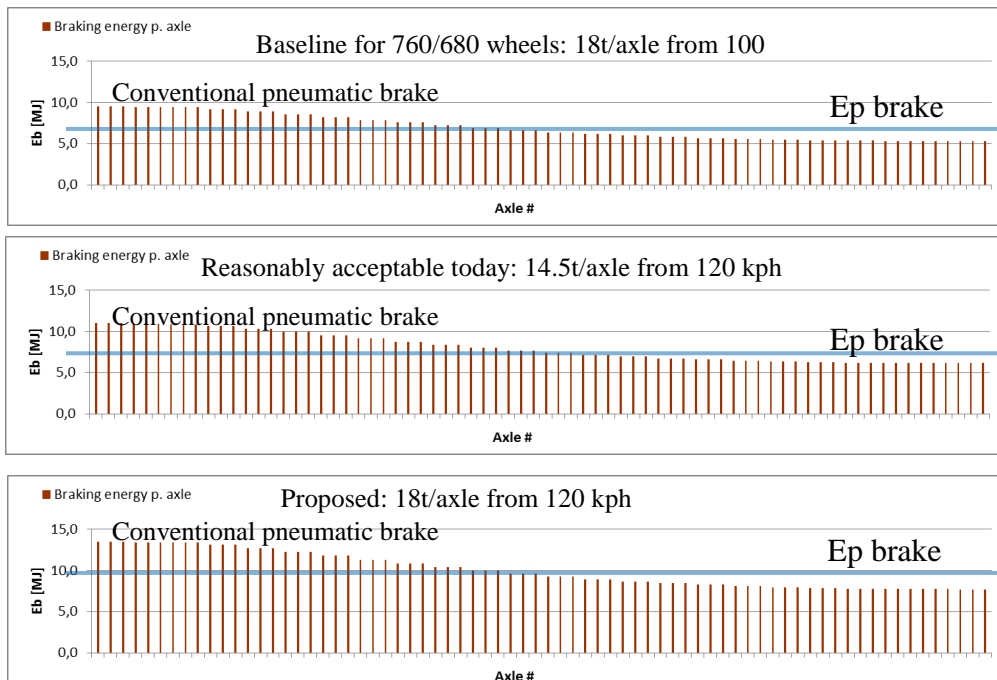 Braking energy p. axle
Baseline for 760/680 wheels: 18t/axle from 100
15,0
Conventional pneumatic brake
Ep brake
10,0
5,0
0,0
Eb [MJ]
Axle #
Braking energy p. axle
Reasonably acceptable today: 14.5t/axle from 120 kph
15,0
Conventional pneumatic brake
Ep brake
10,0
5,0
0,0
Eb [MJ]
Axle #
Braking energy p. axle
Proposed: 18t/axle from 120 kph
15,0
Conventional pneumatic brake
Ep brake
10,0
5,0
0,0
Eb [MJ]
Axle #